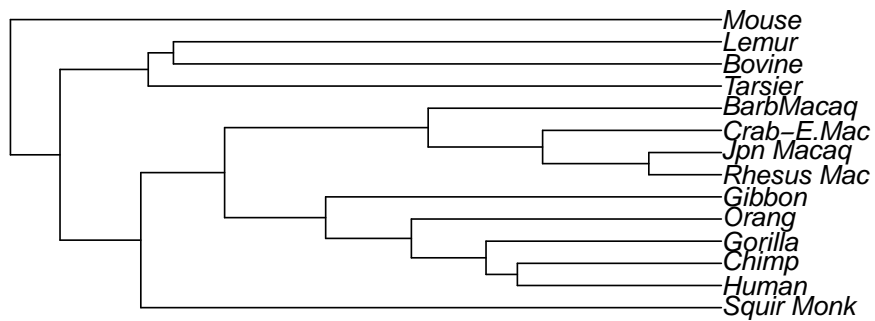 Mouse
Lemur
Bovine
Tarsier
BarbMacaq
Crab−E.Mac
Jpn Macaq
Rhesus Mac
Gibbon
Orang
Gorilla
Chimp
Human
Squir Monk